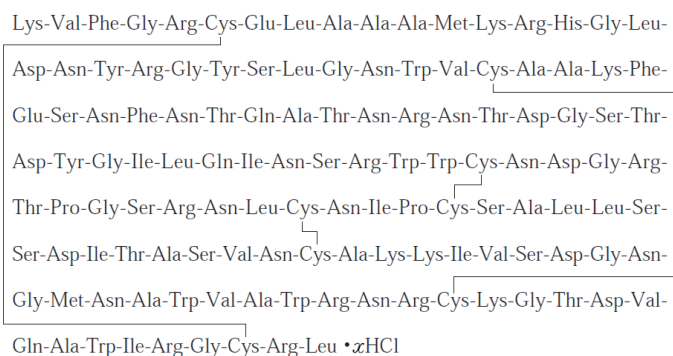 Lys-Val-Phe-Gly-Arg-Cys-Glu-Leu-Ala-Ala-Ala-Met-Lys-Arg-His-Gly-Leu-
Asp-Asn-Tyr-Arg-Gly-Tyr-Ser-Leu-Gly-Asn-Trp-Val-Cys-Ala-Ala-Lys-Phe-
Glu-Ser-Asn-Phe-Asn-Thr-Gln-Ala-Thr-Asn-Arg-Asn-Thr-Asp-Gly-Ser-Thr-
Asp-Tyr-Gly-Ile-Leu-Gln-Ile-Asn-Ser-Arg-Trp-Trp-Cys-Asn-Asp-Gly-Arg-
Thr-Pro-Gly-Ser-Arg-Asn-Leu-Cys-Asn-Ile-Pro-Cys-Ser-Ala-Leu-Leu-Ser-
Ser-Asp-Ile-Thr-Ala-Ser-Val-Asn-Cys-Ala-Lys-Lys-Ile-Val-Ser-Asp-Gly-Asn-
Gly-Met-Asn-Ala-Trp-Val-Ala-Trp-Arg-Asn-Arg-Cys-Lys-Gly-Thr-Asp-Val-
Gln-Ala-Trp-Ile-Arg-Gly-Cys-Arg-Leu •xHCl